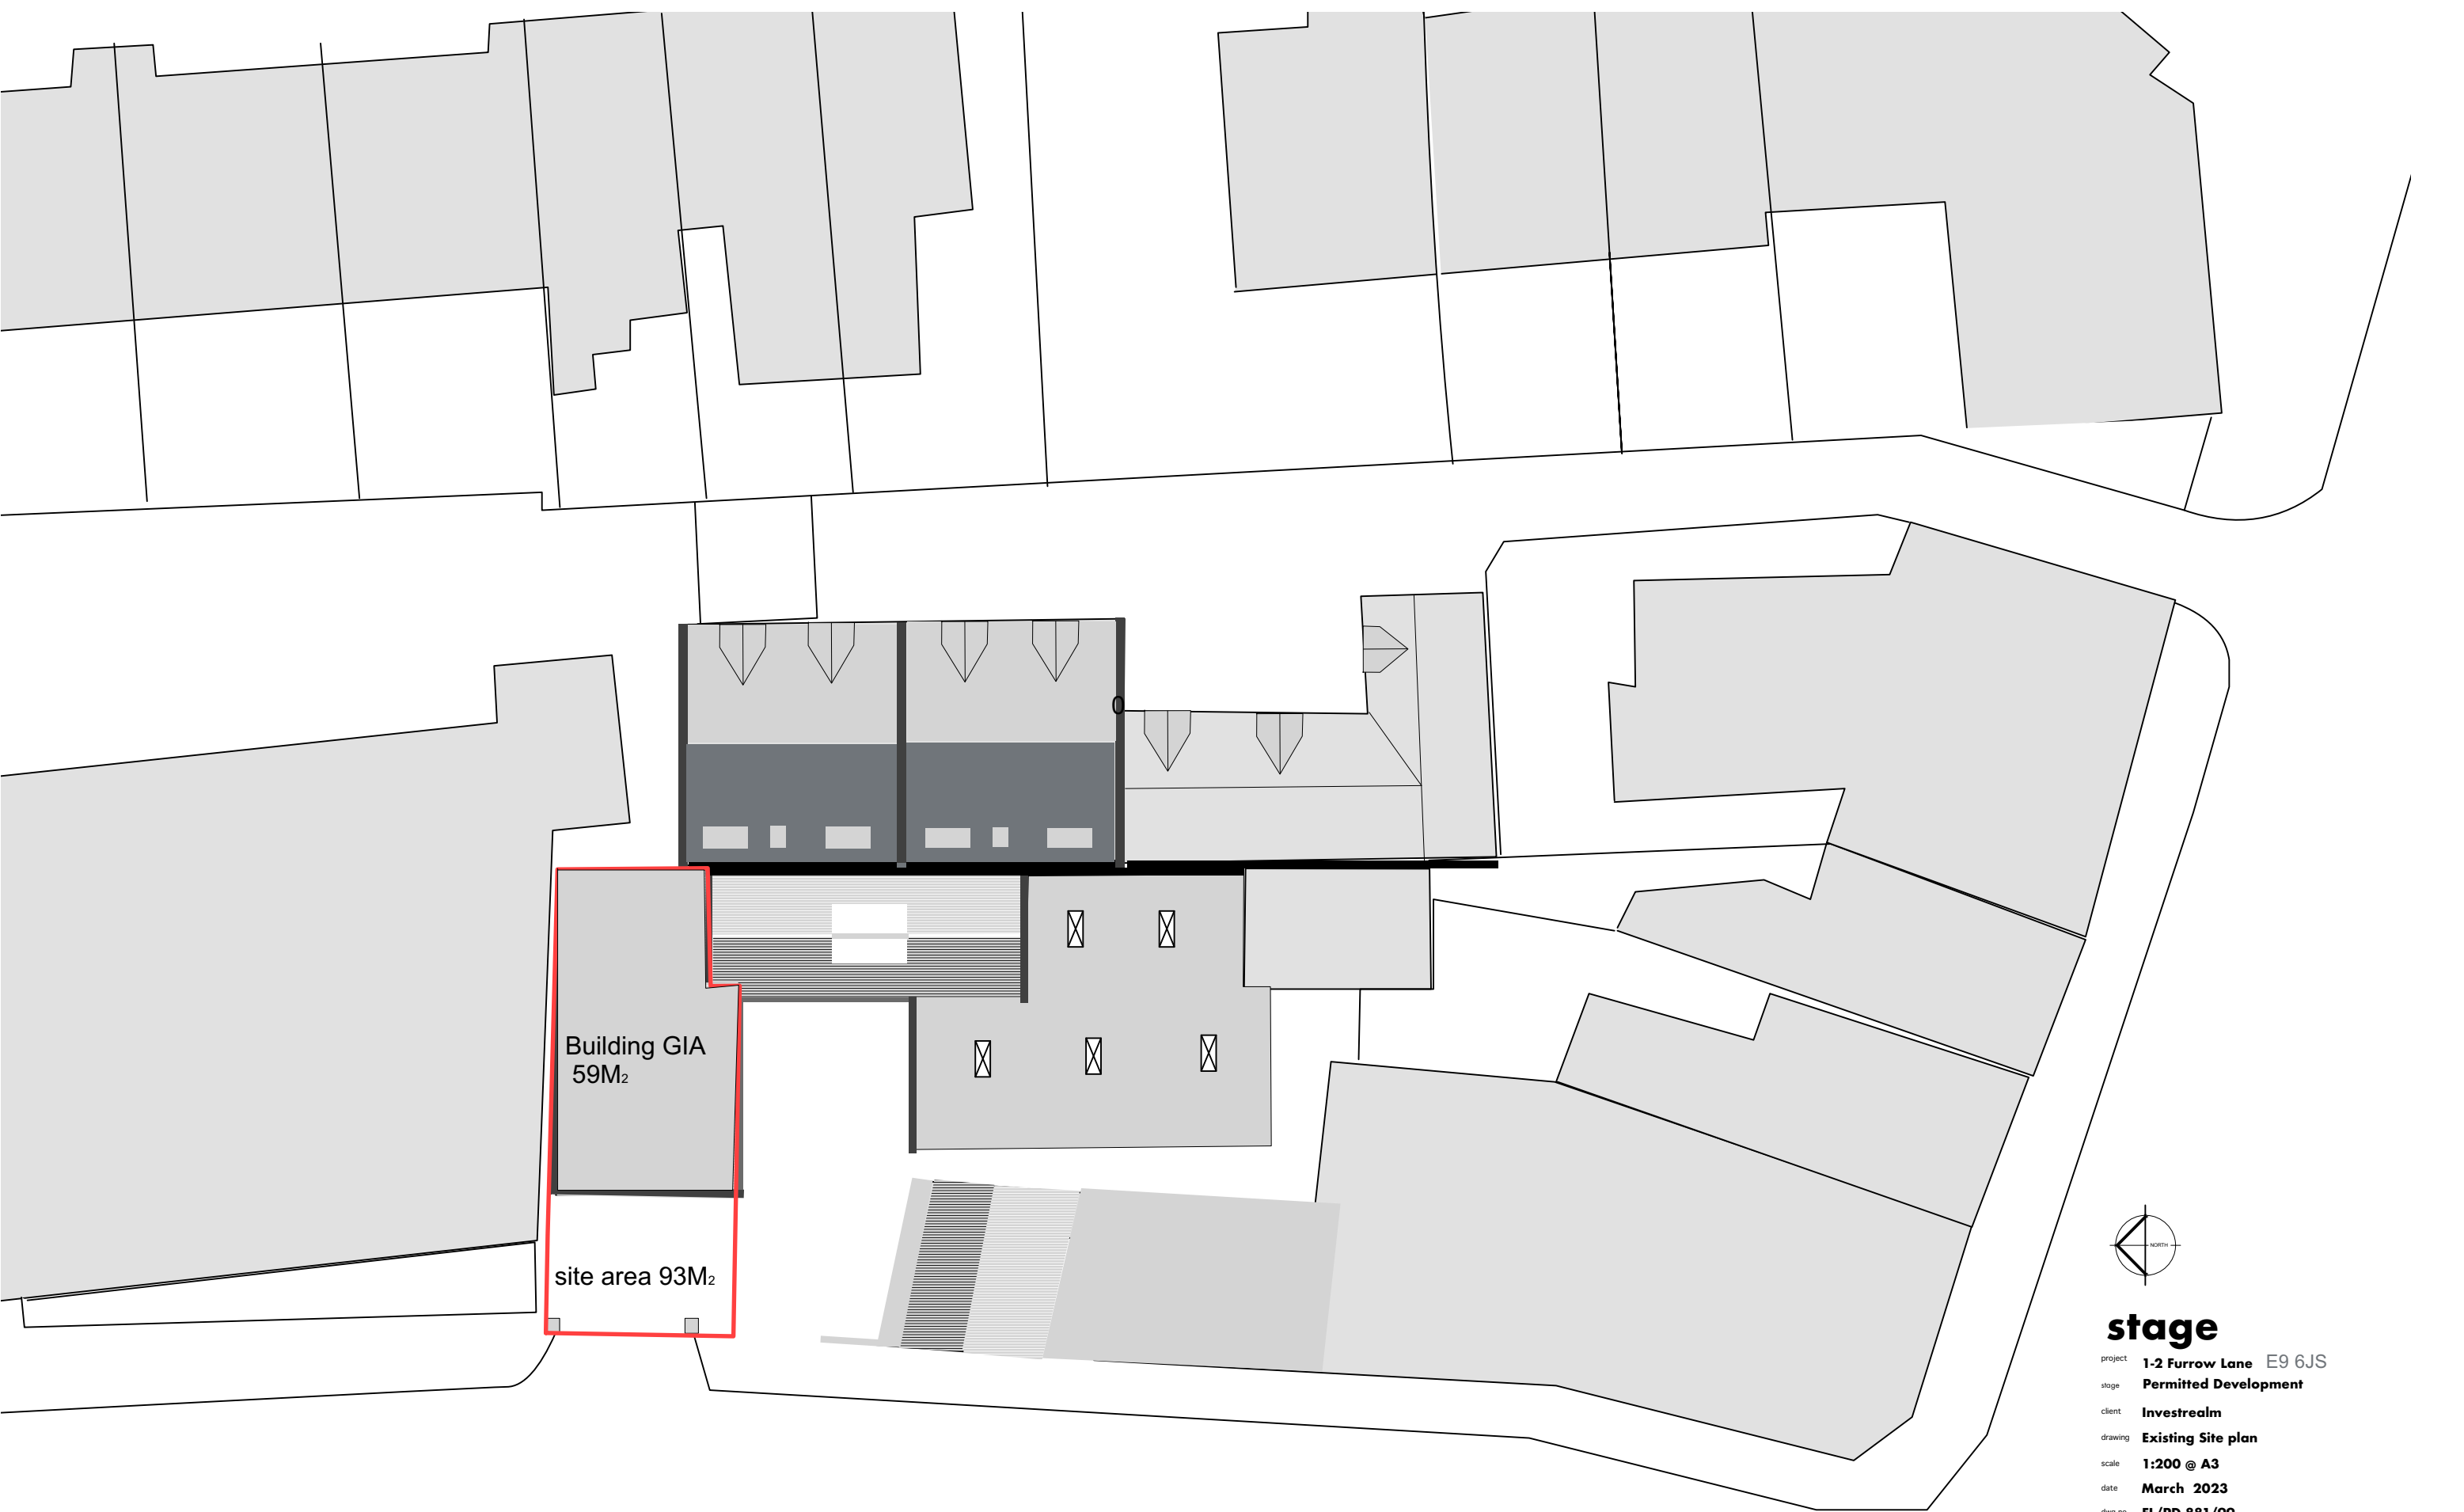 0
Building GIA
59M2
site area 93M2
NORTH
stage
project 1-2 Furrow Lane E9 6JS
stage Permitted Development
client Investrealm
drawing Existing Site plan
scale 1:200 @ A3
date March 2023